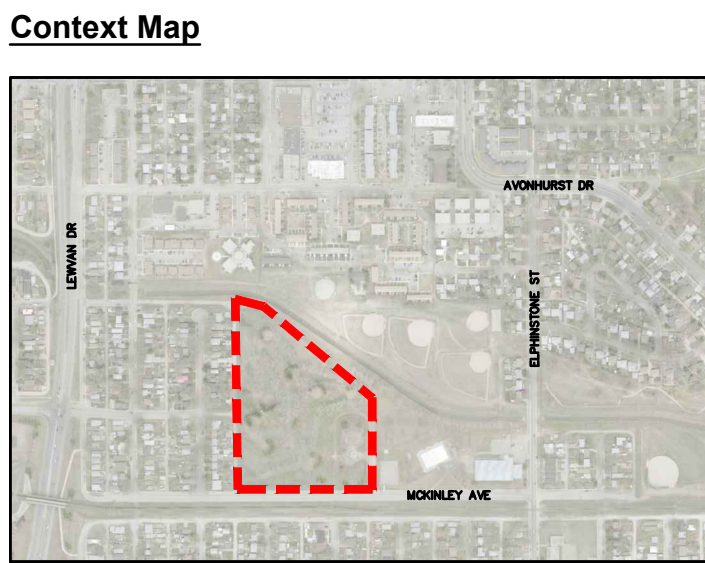 Context Map
AVONHURST DR
LEWVAN DR
ELPHINSTONE ST
MCKINLEY AVE